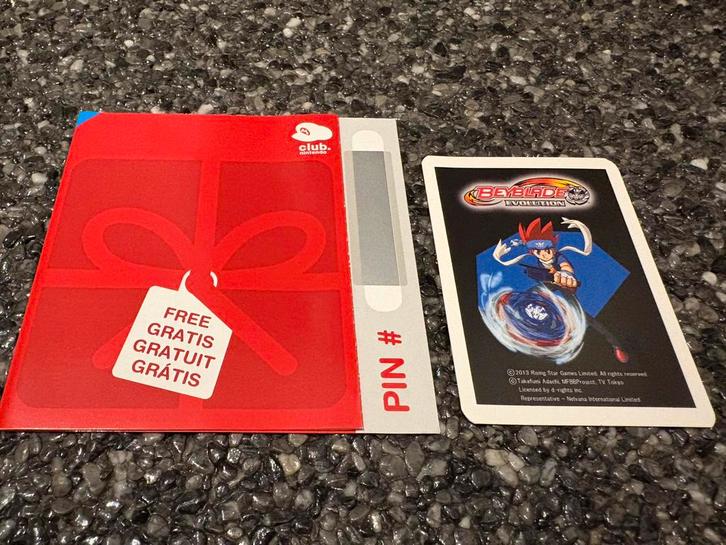 club.
nintendo
FREE
GRATIS
GRATUIT
GRÁTIS
PIN #
BEYBLADE
EVOLUTION
©2013 Rising Star Games Limited. All rights reserved.
©Takafumi Adachi, MFBBProject, TV Tokyo
Licensed by d-rights inc.
Representative - Nelvana International Limited